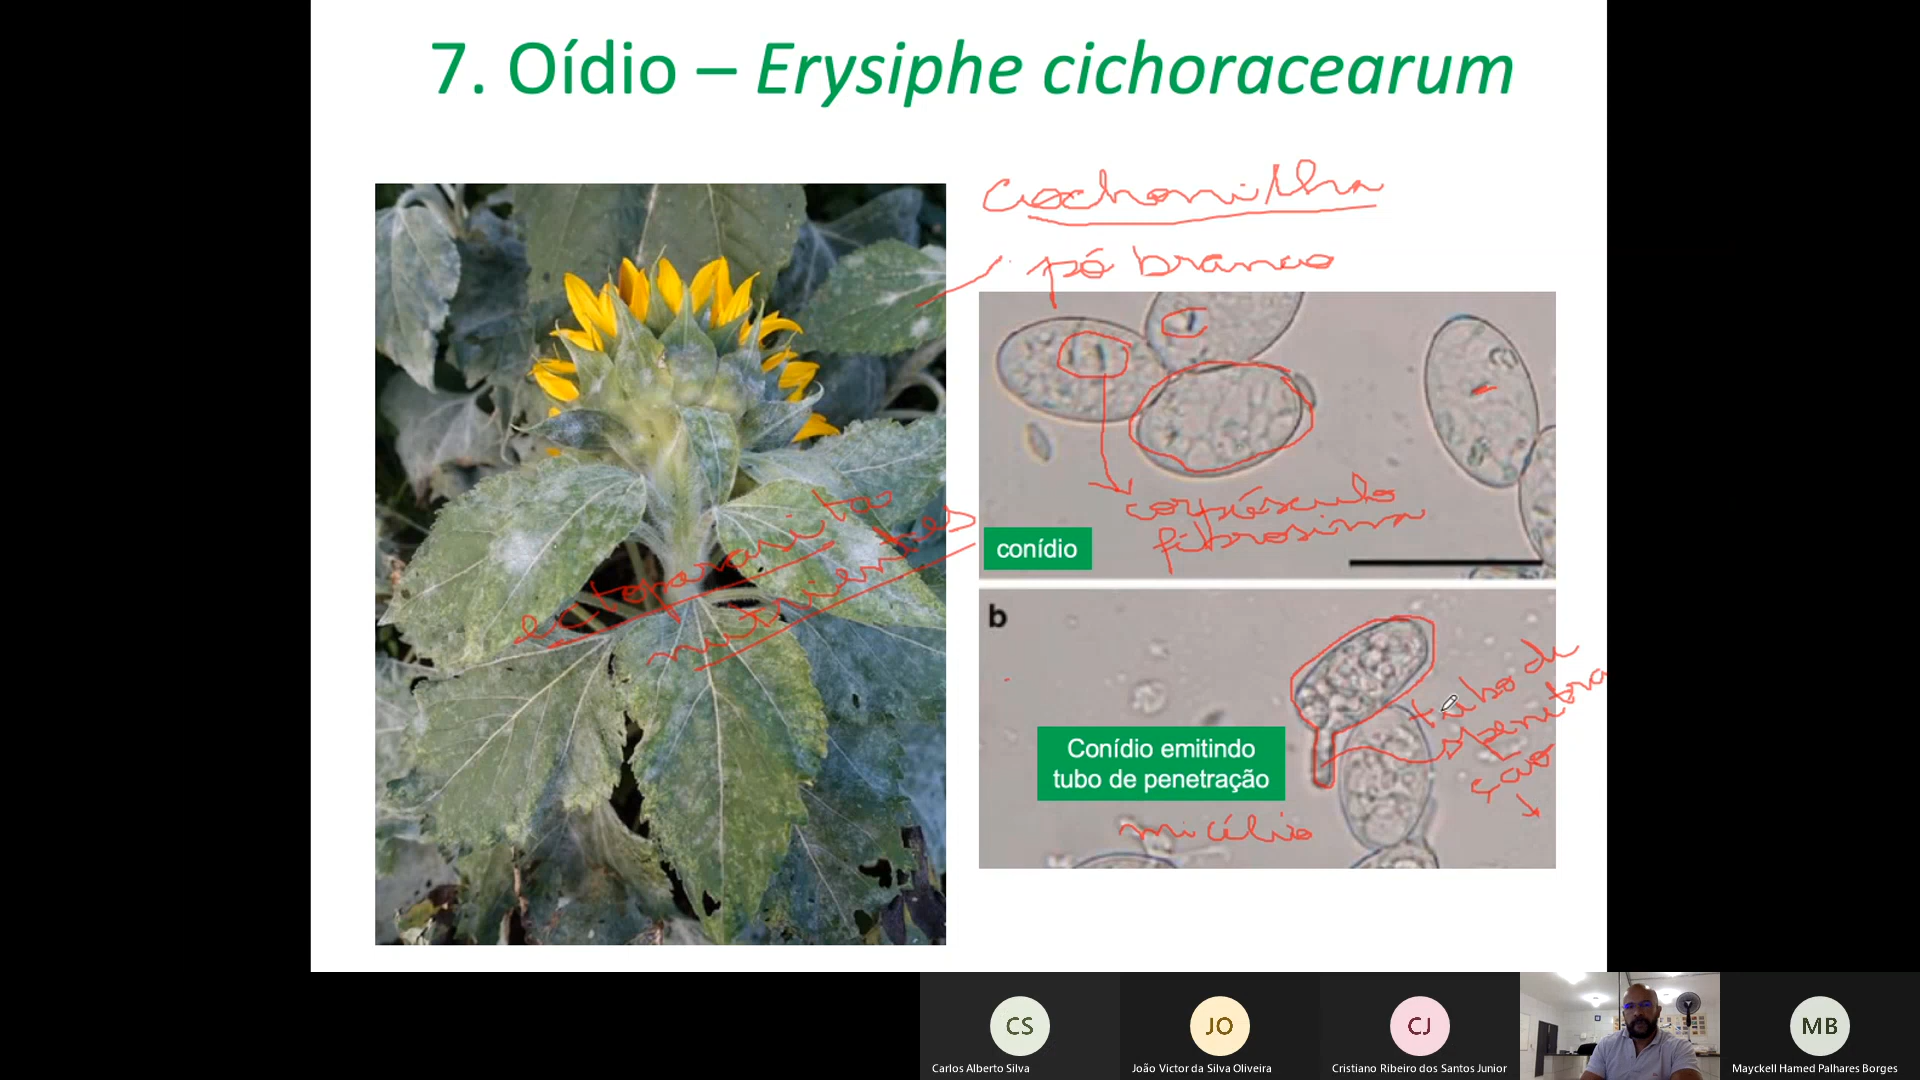 7. Oídio – Erysiphe cichoracearum
cochonilha
pó branco
corpúsculo
fibrosina
conídio
ectoparasita
nutrientes
b
tubo de
penetra
ção
Conídio emitindo
tubo de penetração
micélio
CS
JO
CJ
MB
Carlos Alberto Silva
João Victor da Silva Oliveira
Cristiano Ribeiro dos Santos Junior
Mayckell Hamed Palhares Borges